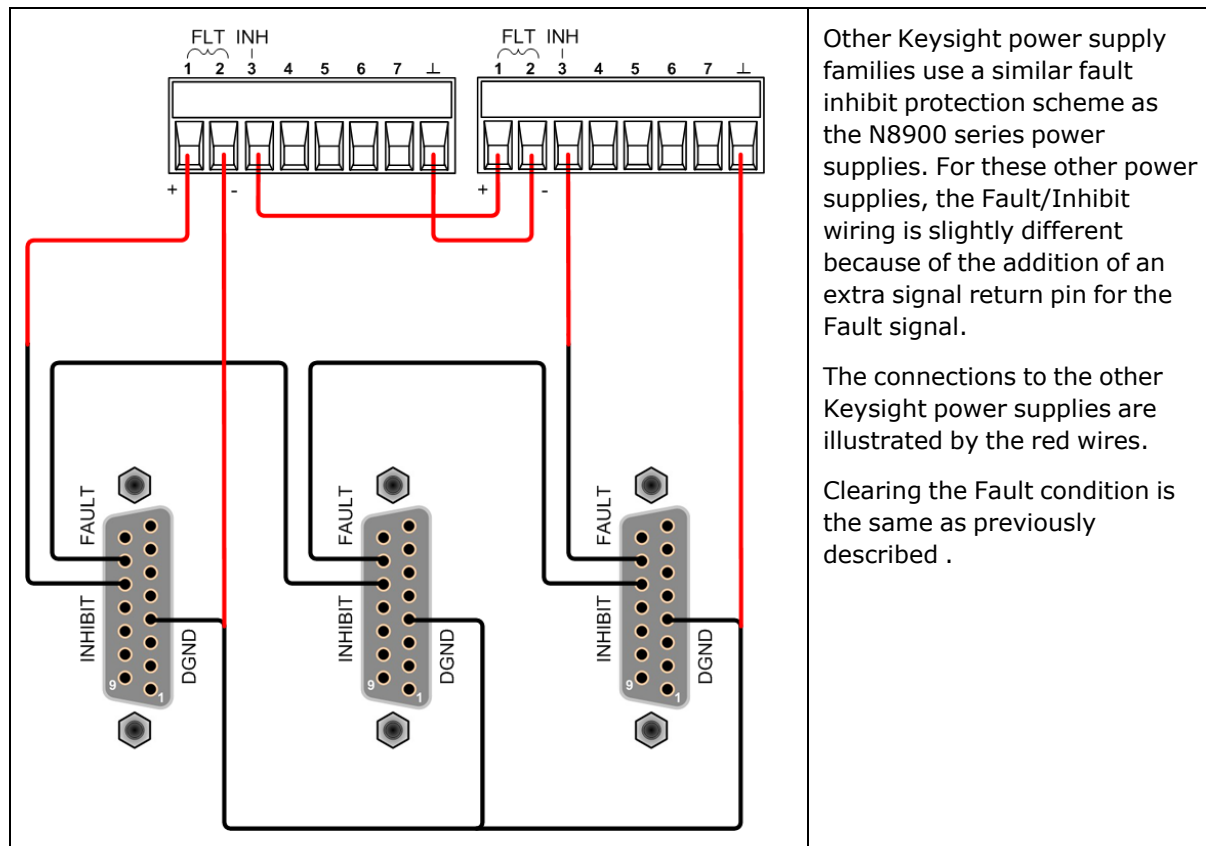 FLT INH
1 2 3 4 5 6 7 ⊥
+ -
FLT INH
1 2 3 4 5 6 7 ⊥
+ -
FAULT
INHIBIT
DGND
9
1
FAULT
INHIBIT
DGND
9
1
FAULT
INHIBIT
DGND
9
1
Other Keysight power supply
families use a similar fault
inhibit protection scheme as
the N8900 series power
supplies. For these other power
supplies, the Fault/Inhibit
wiring is slightly different
because of the addition of an
extra signal return pin for the
Fault signal.
The connections to the other
Keysight power supplies are
illustrated by the red wires.
Clearing the Fault condition is
the same as previously
described .